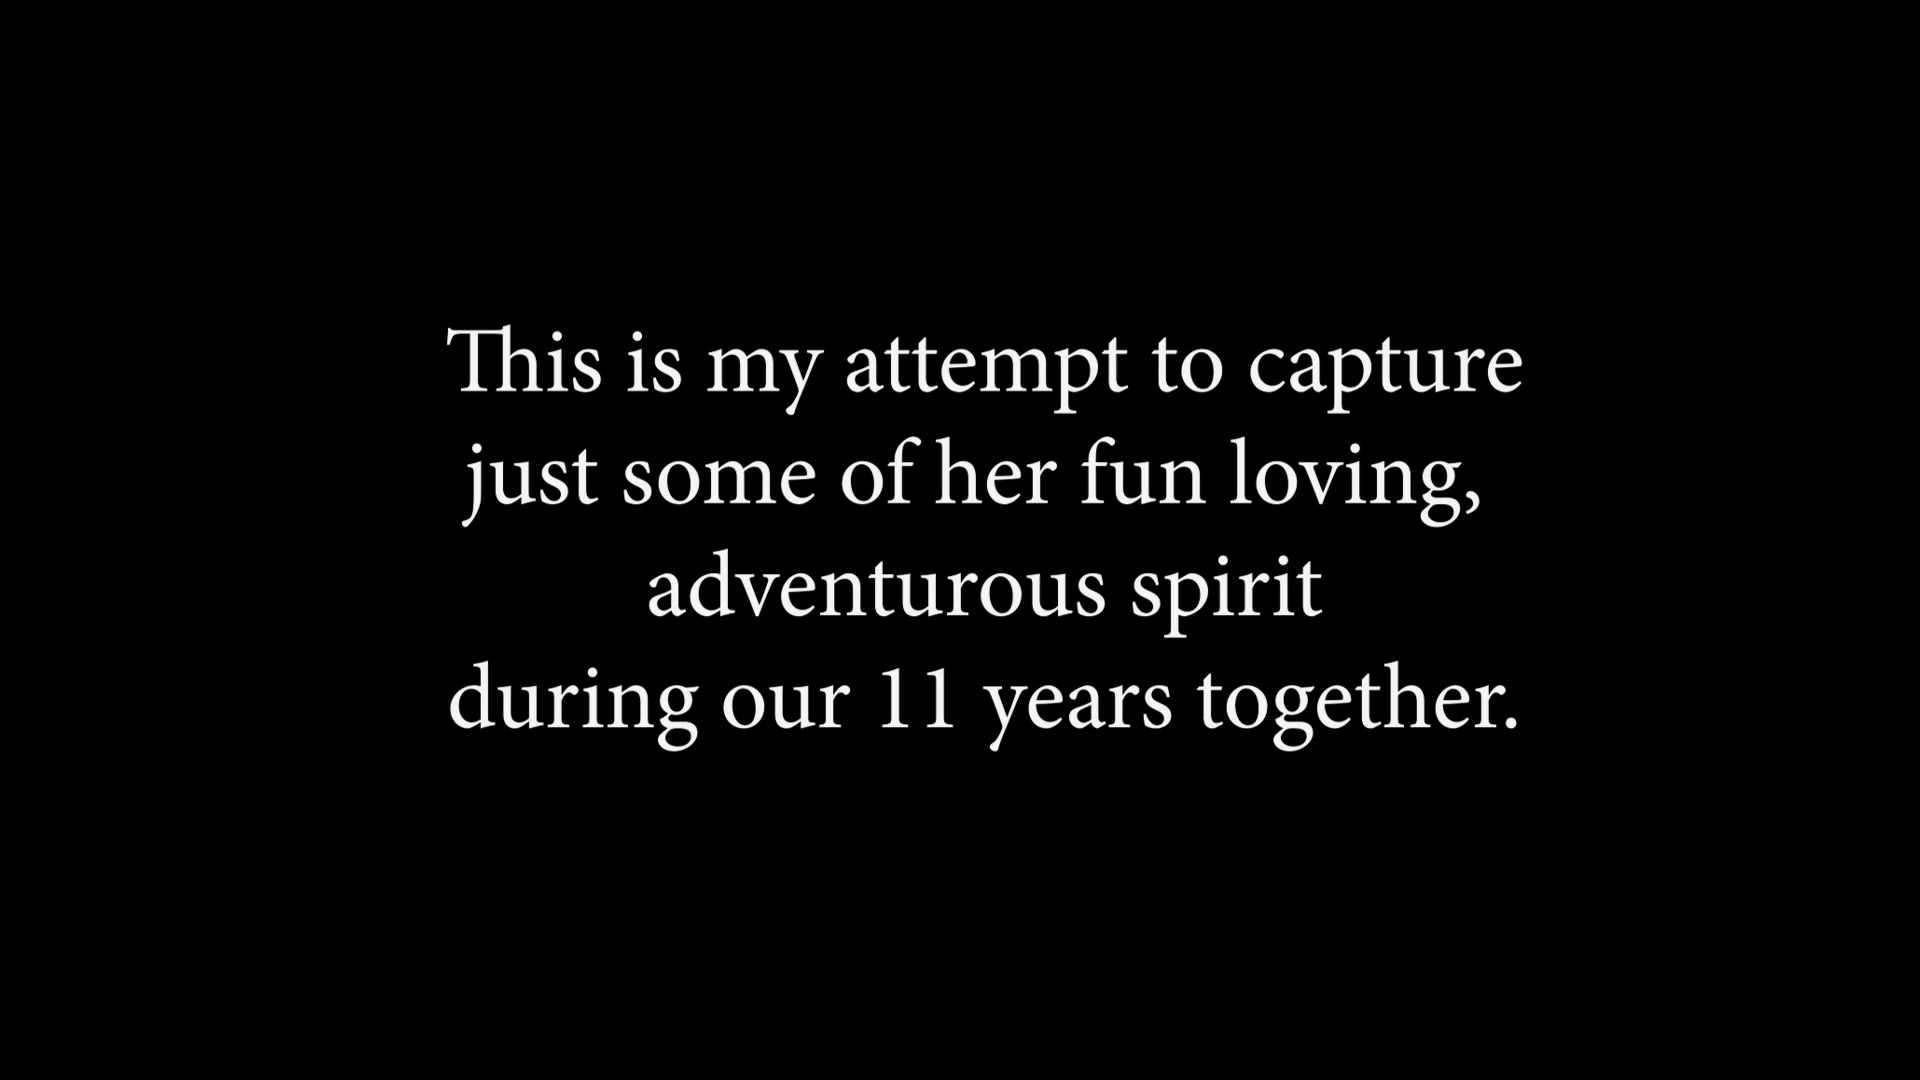 This is my attempt to capture
just some of her fun loving,
adventurous spirit
during our 11 years together.